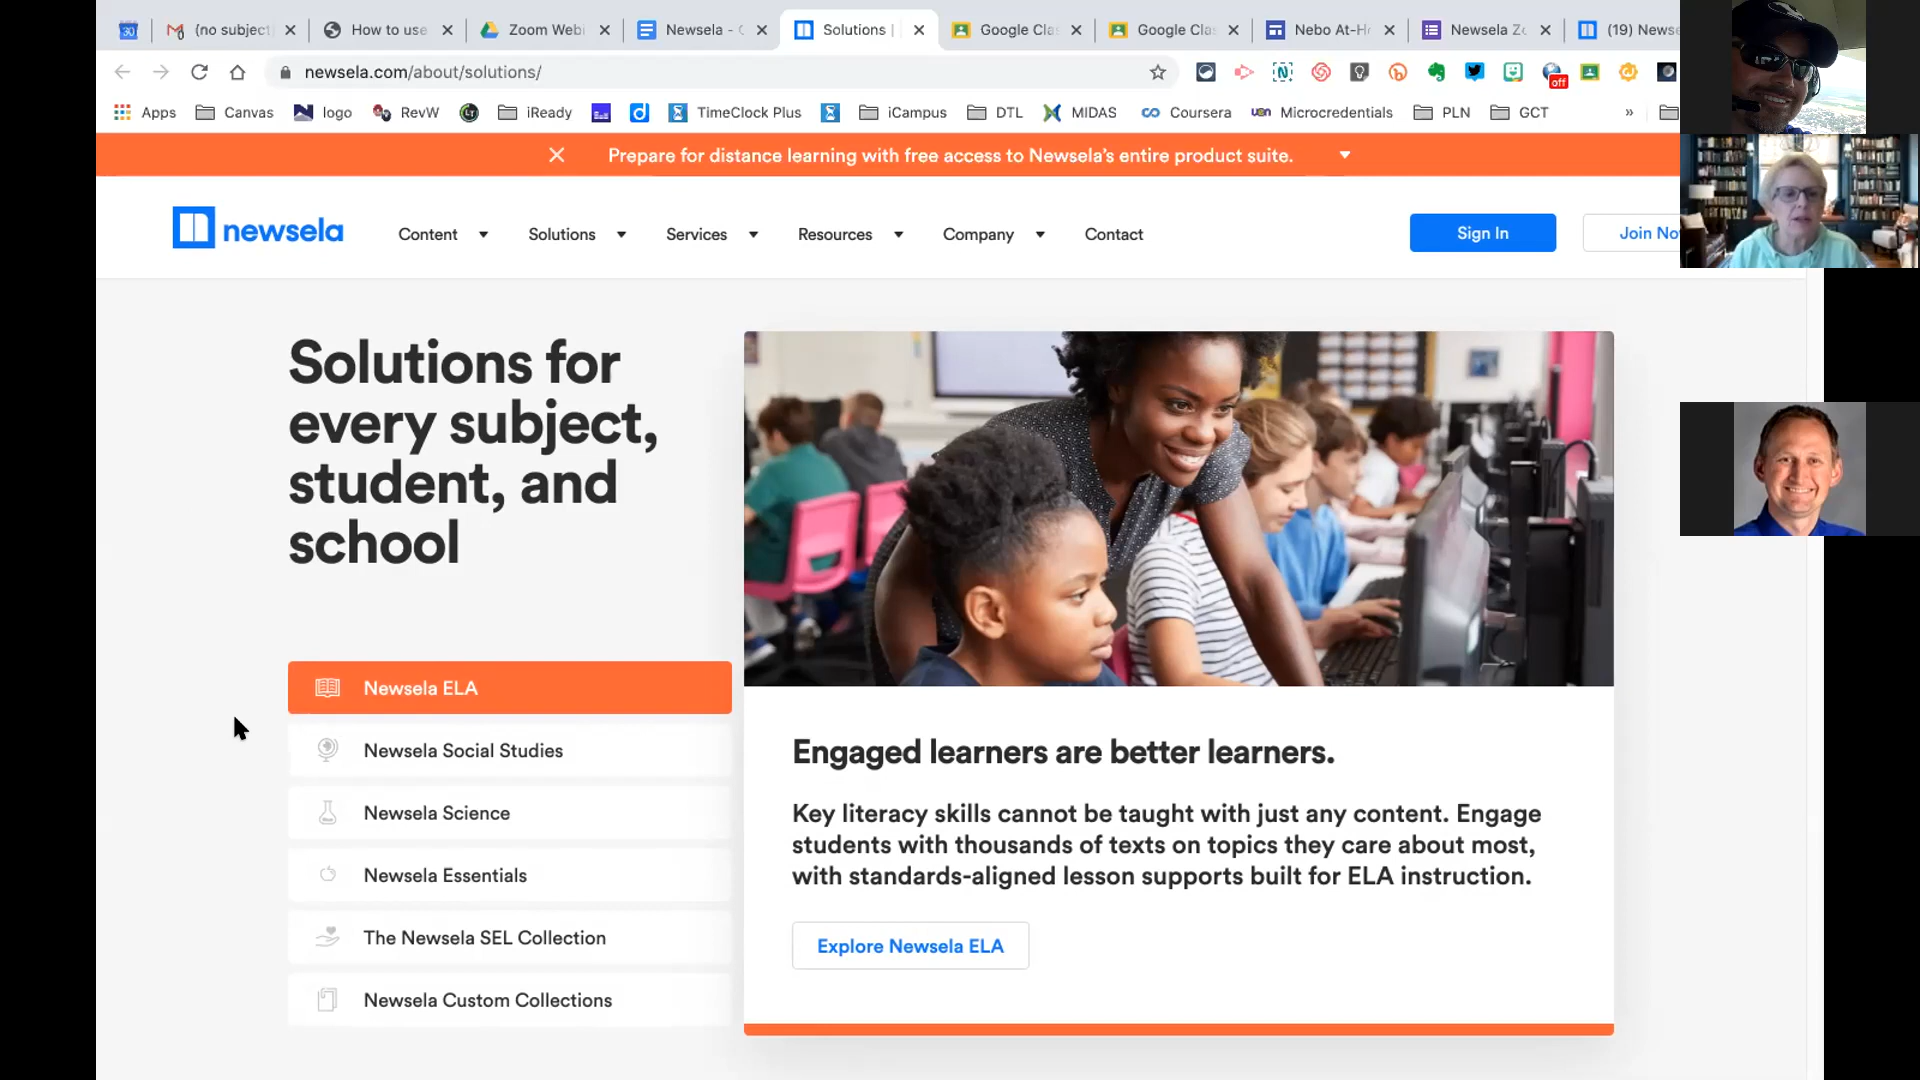 (no subject How to use Zoom Webi Newsela - Solutions | Google Cla Google Cla Nebo At-H Newsela Zo (19) Newse
newsela.com/about/solutions/
off
Apps Canvas logo RevW LT iReady TimeClock Plus iCampus DTL MIDAS Coursera Microcredentials PLN GCT »
Prepare for distance learning with free access to Newsela's entire product suite.
newsela Content Solutions Services Resources Company Contact Sign In Join No
Solutions for
every subject,
student, and
school
Newsela ELA
Newsela Social Studies
Newsela Science
Newsela Essentials
The Newsela SEL Collection
Newsela Custom Collections
Engaged learners are better learners.
Key literacy skills cannot be taught with just any content. Engage
students with thousands of texts on topics they care about most,
with standards-aligned lesson supports built for ELA instruction.
Explore Newsela ELA